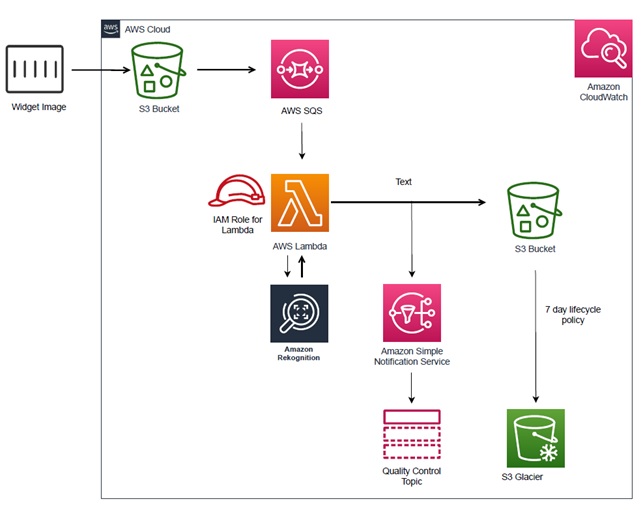 aws
AWS Cloud
Widget Image
S3 Bucket
AWS SQS
Amazon
CloudWatch
IAM Role for
Lambda
AWS Lambda
Text
S3 Bucket
Amazon
Rekognition
Amazon Simple
Notification Service
7 day lifecycle
policy
Quality Control
Topic
S3 Glacier